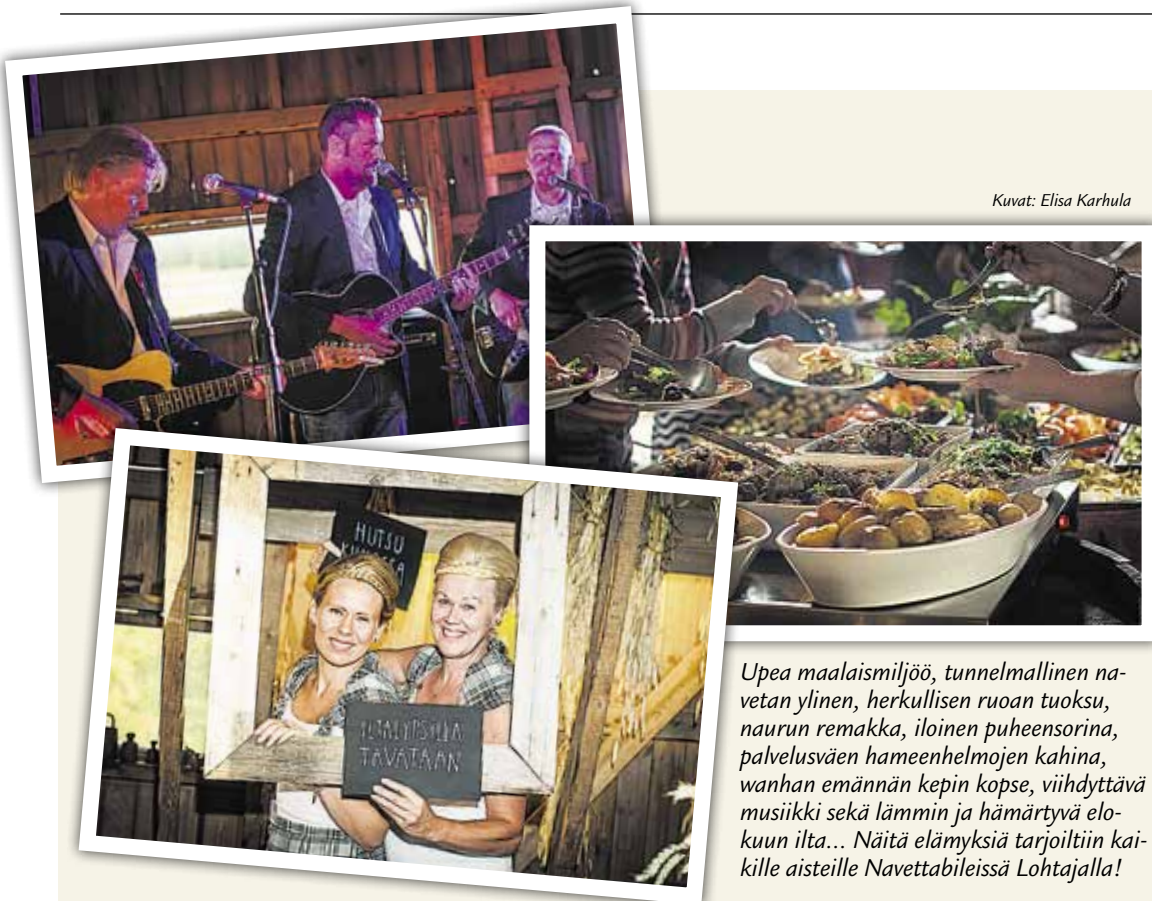 Kuvat: Elisa Karhula
HUTSU
ILTALYPSYLLÄ
TAVATAAN
Upea maalaismiljöö, tunnelmallinen na-
vetan ylinen, herkullisen ruoan tuoksu,
naurun remakka, iloinen puheensorina,
palvelusväen hameenhelmojen kahina,
wanhan emännän kepin kopse, viihdyttävä
musiikki sekä lämmin ja hämärtyvä elo-
kuun ilta... Näitä elämyksiä tarjoiltiin kai-
kille aisteille Navettabileissä Lohtajalla!